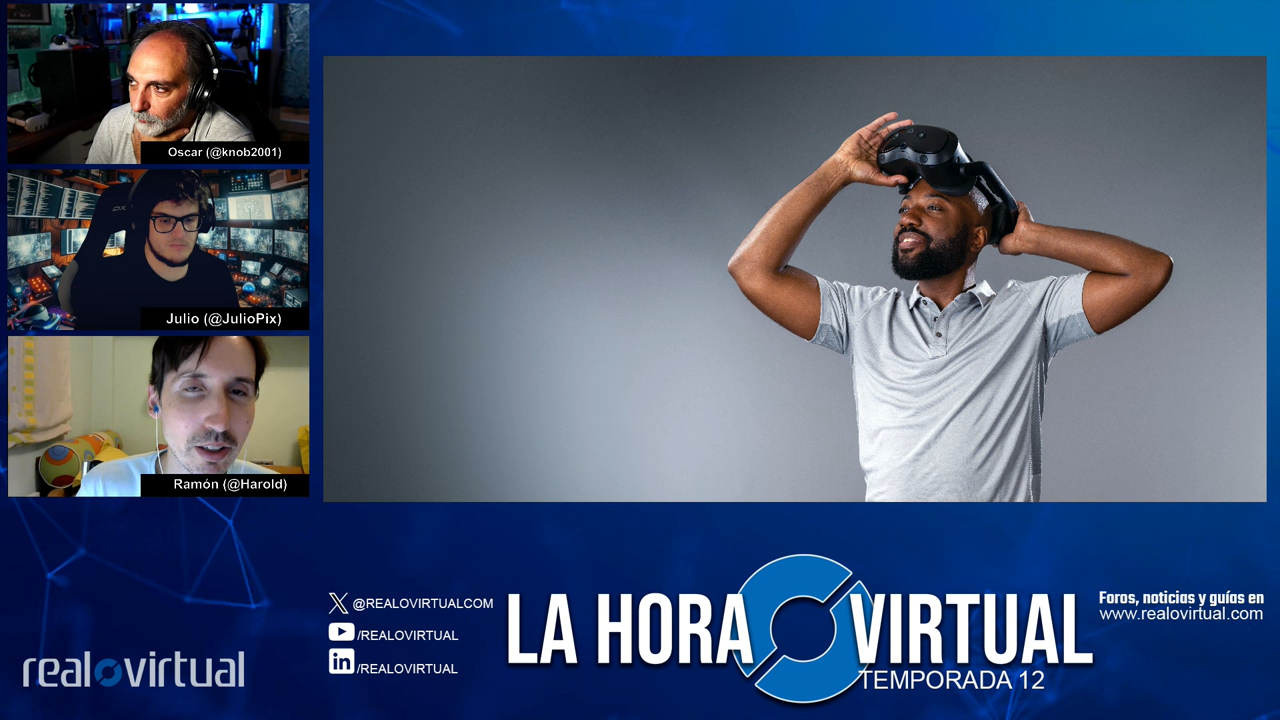 Oscar (@knob2001)
Julio (@JulioPix)
Ramón (@Harold)
realovirtual
@REALOVIRTUALCOM
/REALOVIRTUAL
in /REALOVIRTUAL
LA HORA VIRTUAL
TEMPORADA 12
Foros, noticias y guías en
www.realovirtual.com